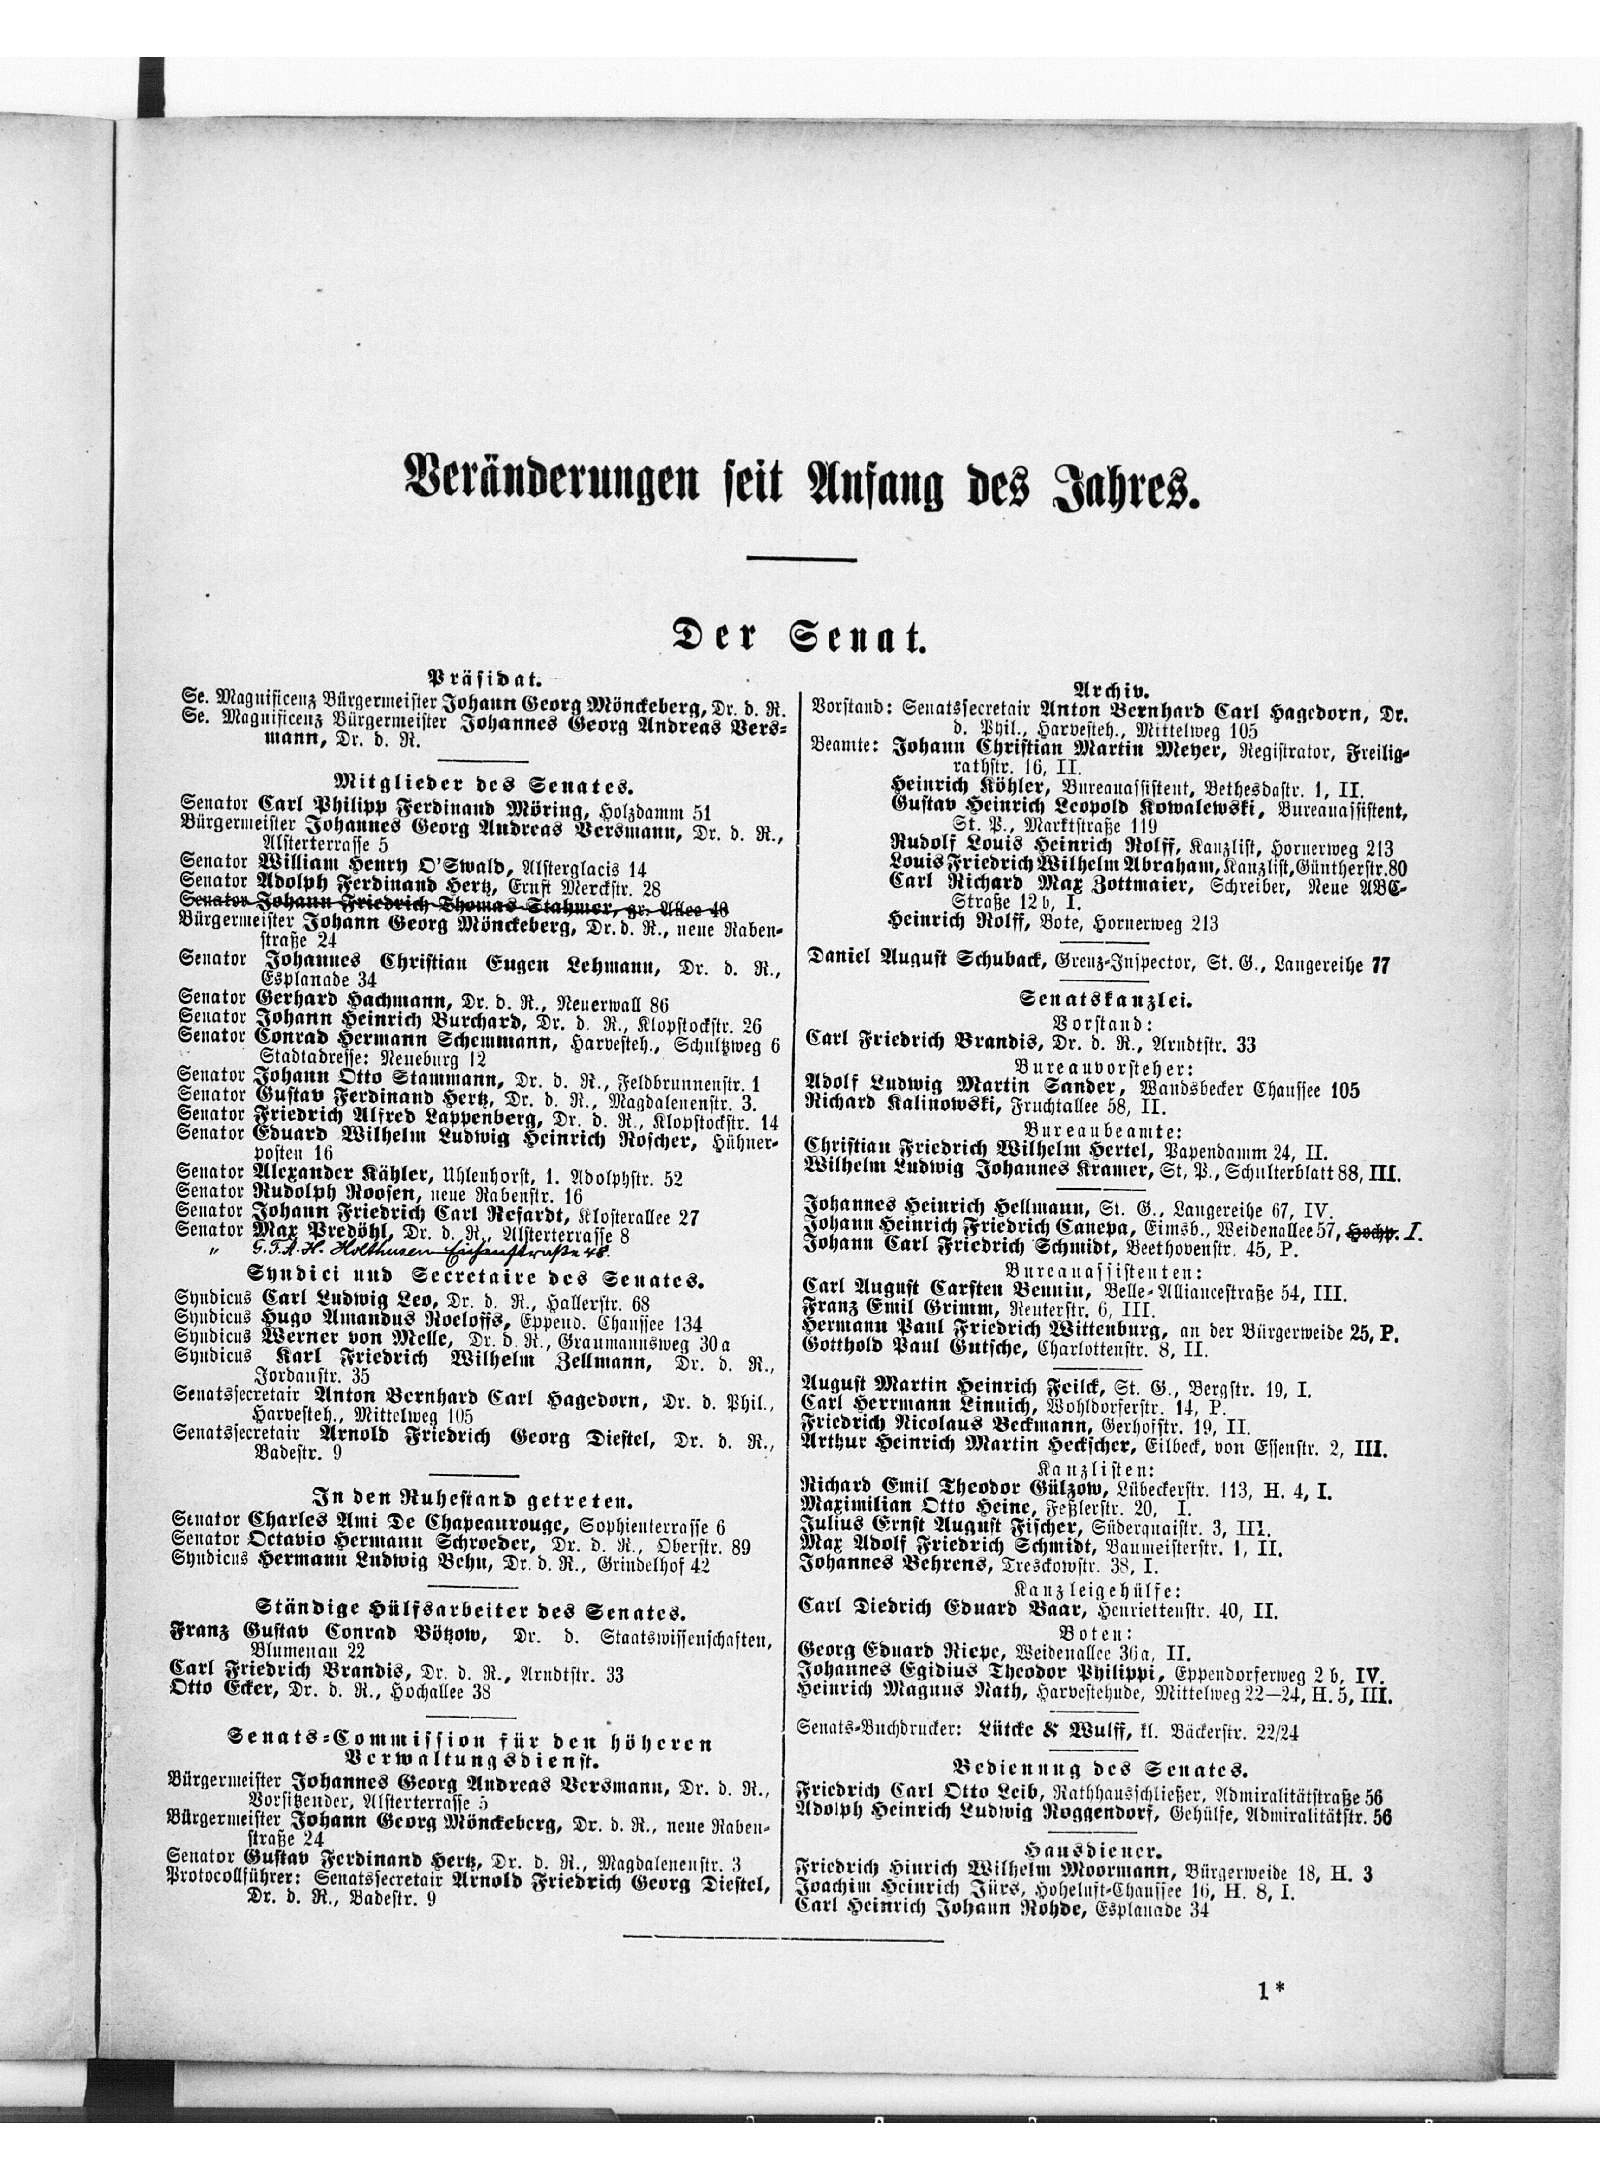 Veränderungen seit Anfang des Jahres.
Der Senat.
Präsidat.
Se. Magnificenz Bürgermeister Johann Georg Mönckeberg, Dr. d. R.
Se. Magnificenz Bürgermeister Johannes Georg Andreas Vers-
mann, Dr. d. R.
Mitglieder des Senates.
Senator Carl Philipp Ferdinand Möring, Holzdamm 51
Bürgermeister Johannes Georg Andreas Versmann, Dr. d. R.,
Alsterterrasse 5
Senator William Henry O'Swald, Alsterglacis 14
Senator Adolph Ferdinand Hertz, Ernst Merckstr. 28
Senator Johann Friedrich Thomas Stahmer, gr. Allee 48
Bürgermeister Johann Georg Mönckeberg, Dr. d. R., neue Raben-
straße 24
Senator Johannes Christian Eugen Lehmann, Dr. d. R.,
Esplanade 34
Senator Gerhard Hachmann, Dr. d. R., Neuerwall 86
Senator Johann Heinrich Burchard, Dr. d. R., Klopstockstr. 26
Senator Conrad Hermann Schemmann, Harvesteh., Schultzweg 6
Stadtadresse: Neueburg 12
Senator Johann Otto Stammann, Dr. d. R., Feldbrunnenstr. 1
Senator Gustav Ferdinand Hertz, Dr. d. R., Magdalenenstr. 3.
Senator Friedrich Alfred Lappenberg, Dr. d. R., Klopstockstr. 14
Senator Eduard Wilhelm Ludwig Heinrich Roscher, Hühner-
posten 16
Senator Alexander Kähler, Uhlenhorst, 1. Adolphstr. 52
Senator Rudolph Roosen, neue Rabenstr. 16
Senator Johann Friedrich Carl Refardt, Klosterallee 27
Senator Max Predöhl, Dr. d. R., Alsterterrasse 8
" G. F. A. H. Holthusen 48.
Syndici und Secretaire des Senates.
Syndicus Carl Ludwig Leo, Dr. d. R., Hallerstr. 68
Syndicus Hugo Amandus Roeloffs, Eppend. Chaussee 134
Syndicus Werner von Melle, Dr. d. R., Graumannsweg 30a
Syndicus Karl Friedrich Wilhelm Zellmann, Dr. d. R.,
Jordanstr. 35
Senatssecretair Anton Bernhard Carl Hagedorn, Dr. d. Phil.,
Harvesteh., Mittelweg 105
Senatssecretair Arnold Friedrich Georg Diestel, Dr. d. R.,
Badestr. 9
In den Ruhestand getreten.
Senator Charles Ami De Chapeaurouge, Sophienterrasse 6
Senator Octavio Hermann Schroeder, Dr. d. R., Oberstr. 89
Syndicus Hermann Ludwig Behn, Dr. d. R., Grindelhof 42
Ständige Hülfsarbeiter des Senates.
Franz Gustav Conrad Bötzow, Dr. d. Staatswissenschaften,
Blumenau 22
Carl Friedrich Brandis, Dr. d. R., Arndtstr. 33
Otto Ecker, Dr. d. R., Hochallee 38
Senats-Commission für den höheren
Verwaltungsdienst.
Bürgermeister Johannes Georg Andreas Versmann, Dr. d. R.,
Vorsitzender, Alsterterrasse 5
Bürgermeister Johann Georg Mönckeberg, Dr. d. R., neue Raben-
straße 24
Senator Gustav Ferdinand Hertz, Dr. d. R., Magdalenenstr. 3
Protocollführer: Senatssecretair Arnold Friedrich Georg Diestel,
Dr. d. R., Badestr. 9
Archiv.
Vorstand: Senatssecretair Anton Bernhard Carl Hagedorn, Dr.
d. Phil., Harvesteh., Mittelweg 105
Beamte: Johann Christian Martin Meyer, Registrator, Freilig-
rathstr. 16, II.
Heinrich Köhler, Bureauassistent, Bethesdastr. 1, II.
Gustav Heinrich Leopold Kowalewski, Bureauassistent,
St. P., Marktstraße 119
Rudolf Louis Heinrich Rolff, Kanzlist, Hornerweg 213
Louis Friedrich Wilhelm Abraham, Kanzlist, Güntherstr. 80
Carl Richard Max Zottmaier, Schreiber, Neue ABC-
Straße 12b, I.
Heinrich Rolff, Bote, Hornerweg 213
Daniel August Schuback, Grenz-Inspector, St. G., Langereihe 77
Senatskanzlei.
Vorstand:
Carl Friedrich Brandis, Dr. d. R., Arndtstr. 33
Bureauvorsteher:
Adolf Ludwig Martin Sander, Wandsbecker Chaussee 105
Richard Kalinowski, Fruchtallee 58, II.
Bureaubeamte:
Christian Friedrich Wilhelm Hertel, Papendamm 24, II.
Wilhelm Ludwig Johannes Kramer, St. P., Schulterblatt 88, III.
Johannes Heinrich Hellmann, St. G., Langereihe 67, IV.
Johann Heinrich Friedrich Canepa, Eimsb., Weidenallee 57, Hochp. I.
Johann Carl Friedrich Schmidt, Beethovenstr. 45, P.
Bureauassistenten:
Carl August Carsten Bennin, Belle-Alliancestraße 54, III.
Franz Emil Grimm, Reuterstr. 6, III.
Hermann Paul Friedrich Wittenburg, an der Bürgerweide 25, P.
Gotthold Paul Gutsche, Charlottenstr. 8, II.
August Martin Heinrich Feilck, St. G., Bergstr. 19, I.
Carl Herrmann Linnich, Wohldorferstr. 14, P.
Friedrich Nicolaus Beckmann, Gerhofstr. 19, II.
Arthur Heinrich Martin Heckscher, Eilbeck, von Essenstr. 2, III.
Kanzlisten:
Richard Emil Theodor Gülzow, Lübeckerstr. 113, H. 4, I.
Maximilian Otto Heine, Feßlerstr. 20, I.
Julius Ernst August Fischer, Süderquaistr. 3, III.
Max Adolf Friedrich Schmidt, Baumeisterstr. 1, II.
Johannes Behrens, Tresckowstr. 38, I.
Kanzleigehülfe:
Carl Diedrich Eduard Baar, Henriettenstr. 40, II.
Boten:
Georg Eduard Riepe, Weidenallee 36a, II.
Johannes Egidius Theodor Philippi, Eppendorferweg 2b, IV.
Heinrich Magnus Nath, Harvestehude, Mittelweg 22—24, H. 5, III.
Senats-Buchdrucker: Lütcke & Wulff, kl. Bäckerstr. 22/24
Bedienung des Senates.
Friedrich Carl Otto Leib, Rathhausschließer, Admiralitätstraße 56
Adolph Heinrich Ludwig Roggendorf, Gehülfe, Admiralitätstr. 56
Hausdiener.
Friedrich Hinrich Wilhelm Moormann, Bürgerweide 18, H. 3
Joachim Heinrich Jürs, Hoheluft-Chaussee 16, H. 8, I.
Carl Heinrich Johann Rohde, Esplanade 34
1*